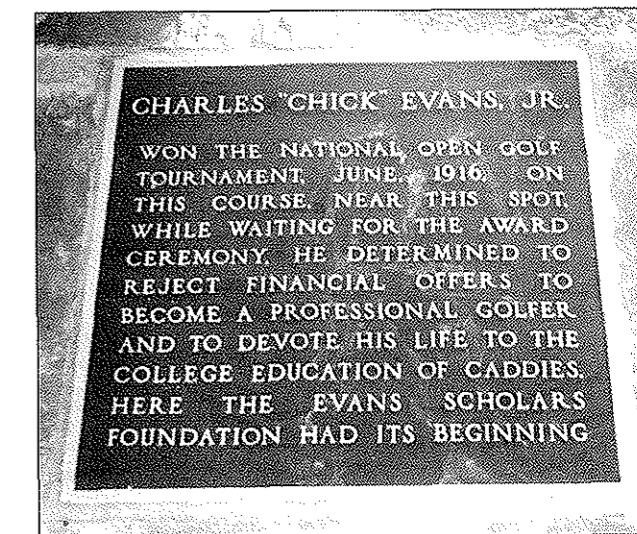 CHARLES "CHICK" EVANS, JR.
WON THE NATIONAL OPEN GOLF
TOURNAMENT, JUNE, 1916, ON
THIS COURSE. NEAR THIS SPOT,
WHILE WAITING FOR THE AWARD
CEREMONY, HE DETERMINED TO
REJECT FINANCIAL OFFERS TO
BECOME A PROFESSIONAL GOLFER
AND TO DEVOTE HIS LIFE TO THE
COLLEGE EDUCATION OF CADDIES.
HERE THE EVANS SCHOLARS
FOUNDATION HAD ITS BEGINNING